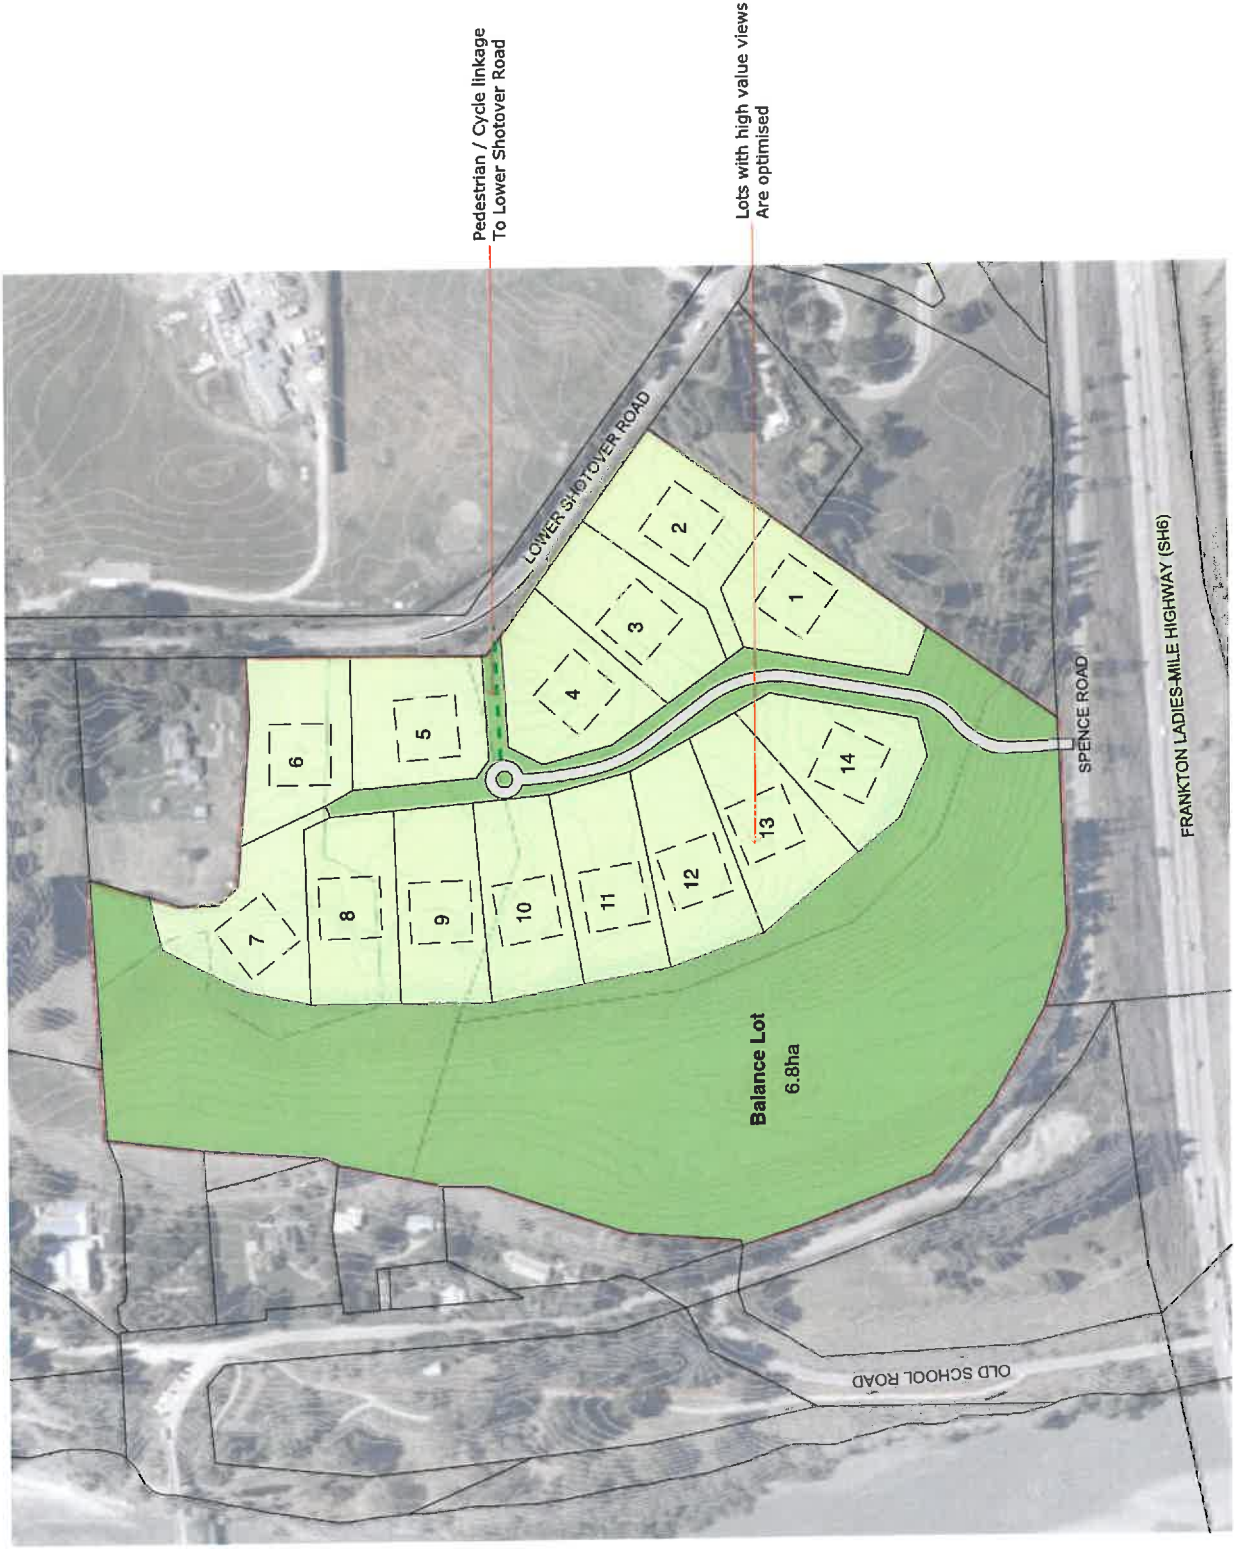 Pedestrian / Cycle linkage
To Lower Shotover Road
Lots with high value views
Are optimised
LOWER SHOTOVER ROAD
1
2
3
4
5
6
7
8
9
10
11
12
13
14
Balance Lot
6.8ha
SPENCE ROAD
FRANKTON LADIES-MILE HIGHWAY (SH6)
OLD SCHOOL ROAD